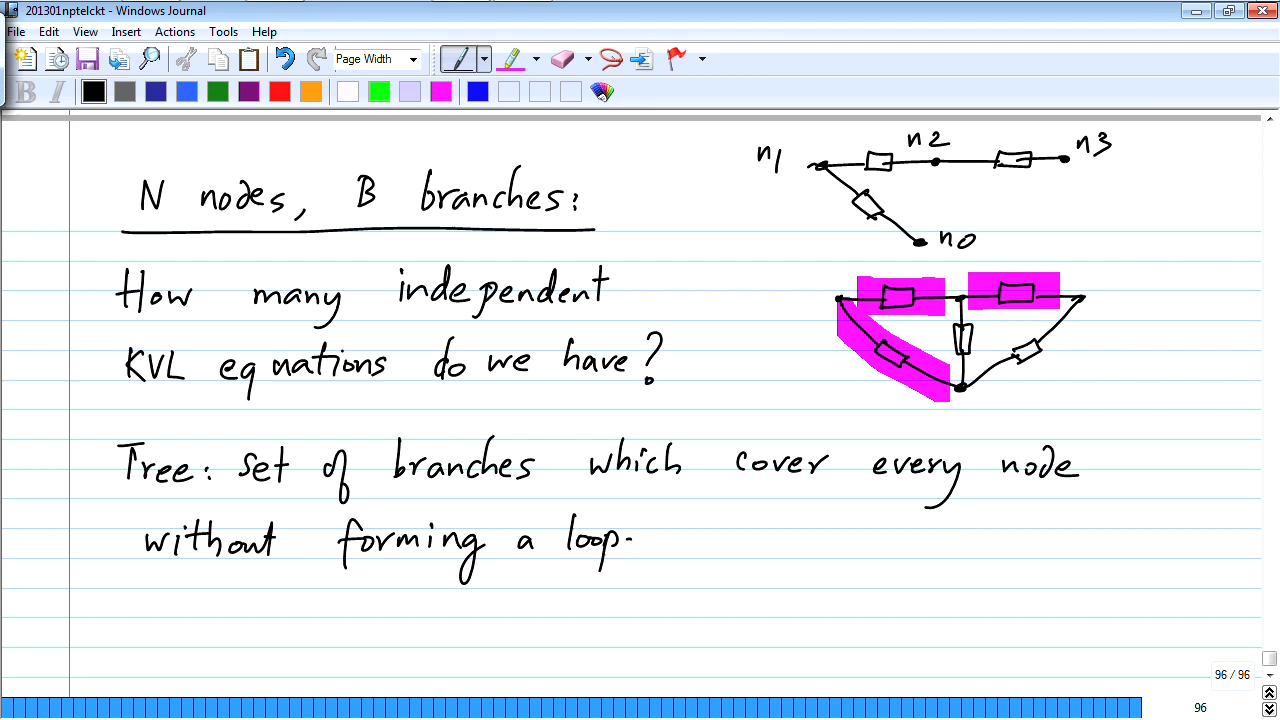 201301nptelckt - Windows Journal
File Edit View Insert Actions Tools Help
Page Width
B I
n1 n2 n3
N nodes, B branches:
n0
How many independent
KVL equations do we have?
Tree: set of branches which cover every node
without forming a loop.
96 / 96
96